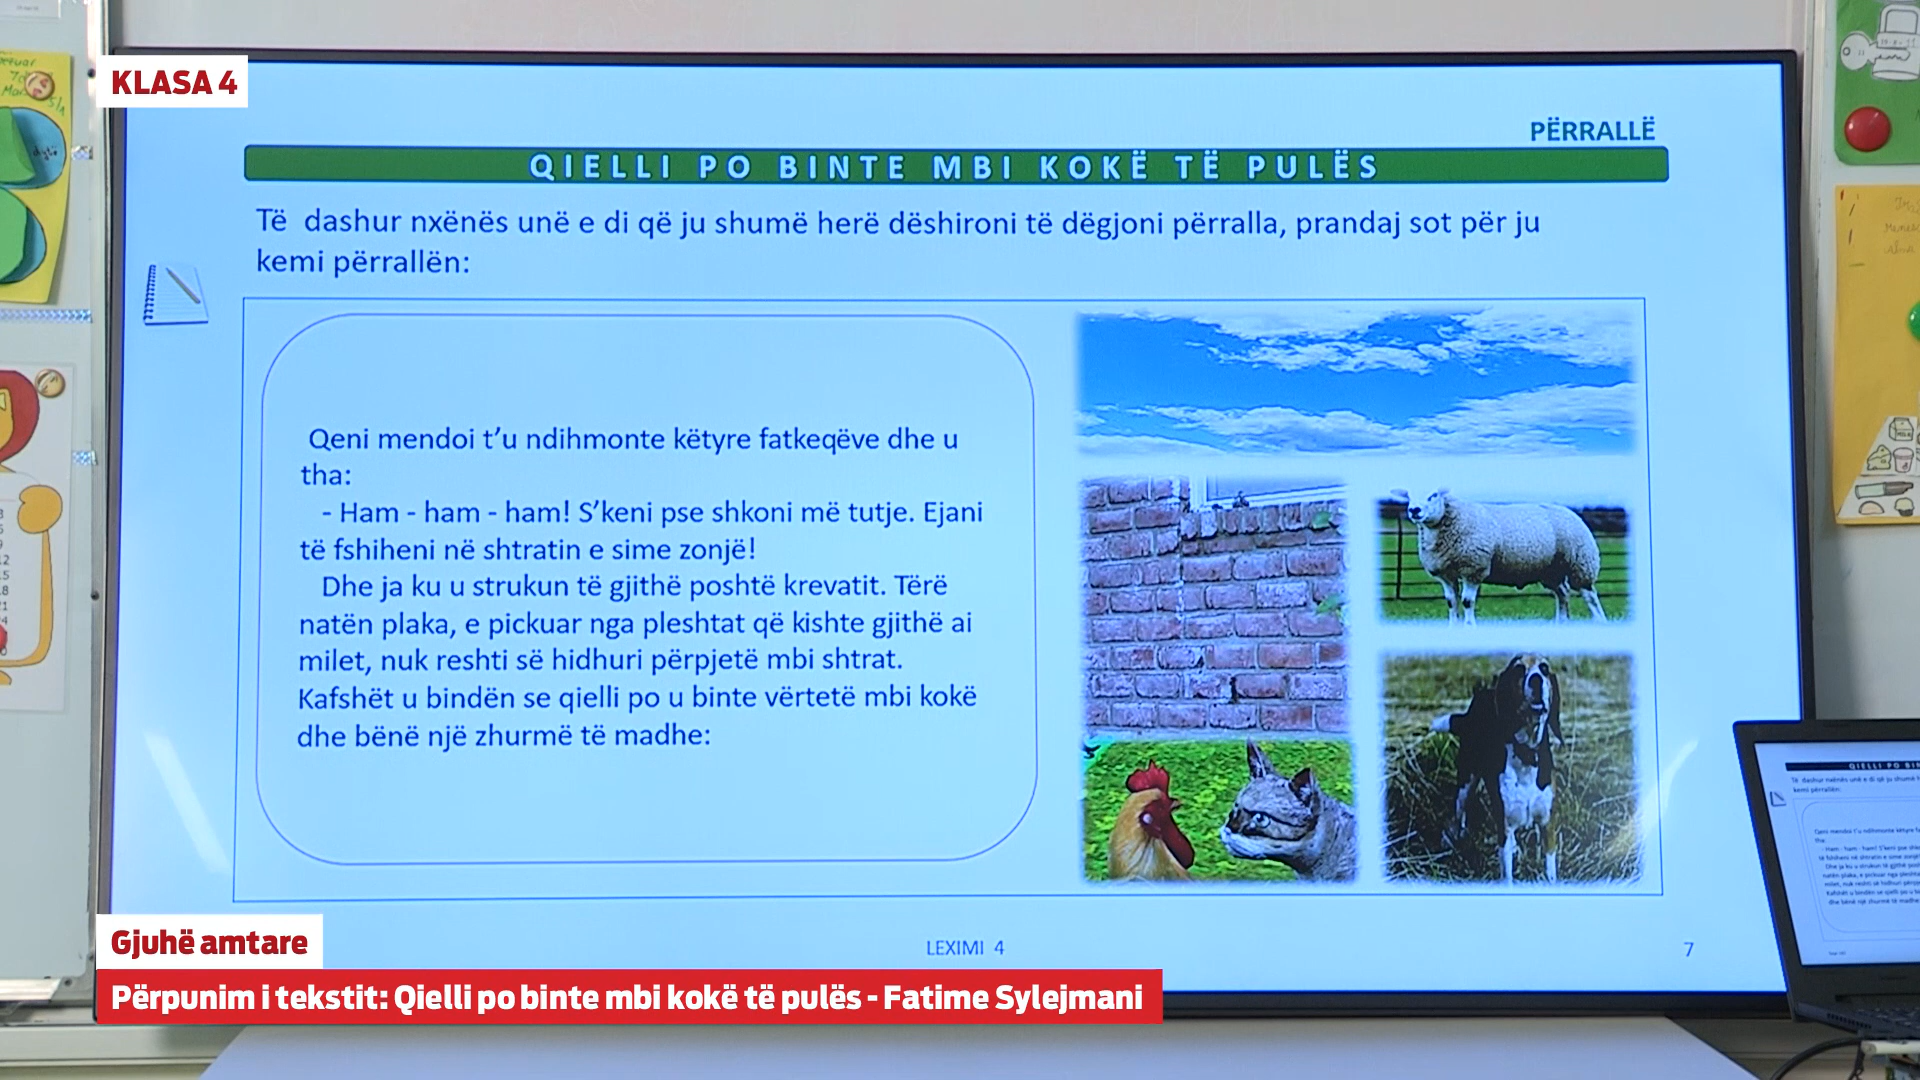 KLASA 4
PËRRALLË
QIELLI PO BINTE MBI KOKË TË PULËS
Të dashur nxënës unë e di që ju shumë herë dëshironi të dëgjoni përralla, prandaj sot për ju
kemi përrallën:
Qeni mendoi t’u ndihmonte këtyre fatkeqëve dhe u
tha:
- Ham - ham - ham! S’keni pse shkoni më tutje. Ejani
të fshiheni në shtratin e sime zonjë!
Dhe ja ku u strukun të gjithë poshtë krevatit. Tërë
natën plaka, e pickuar nga pleshtat që kishte gjithë ai
milet, nuk reshti së hidhuri përpjetë mbi shtrat.
Kafshët u bindën se qielli po u binte vërtetë mbi kokë
dhe bënë një zhurmë të madhe:
LEXIMI 4
7
Gjuhë amtare
Përpunim i tekstit: Qielli po binte mbi kokë të pulës - Fatime Sylejmani